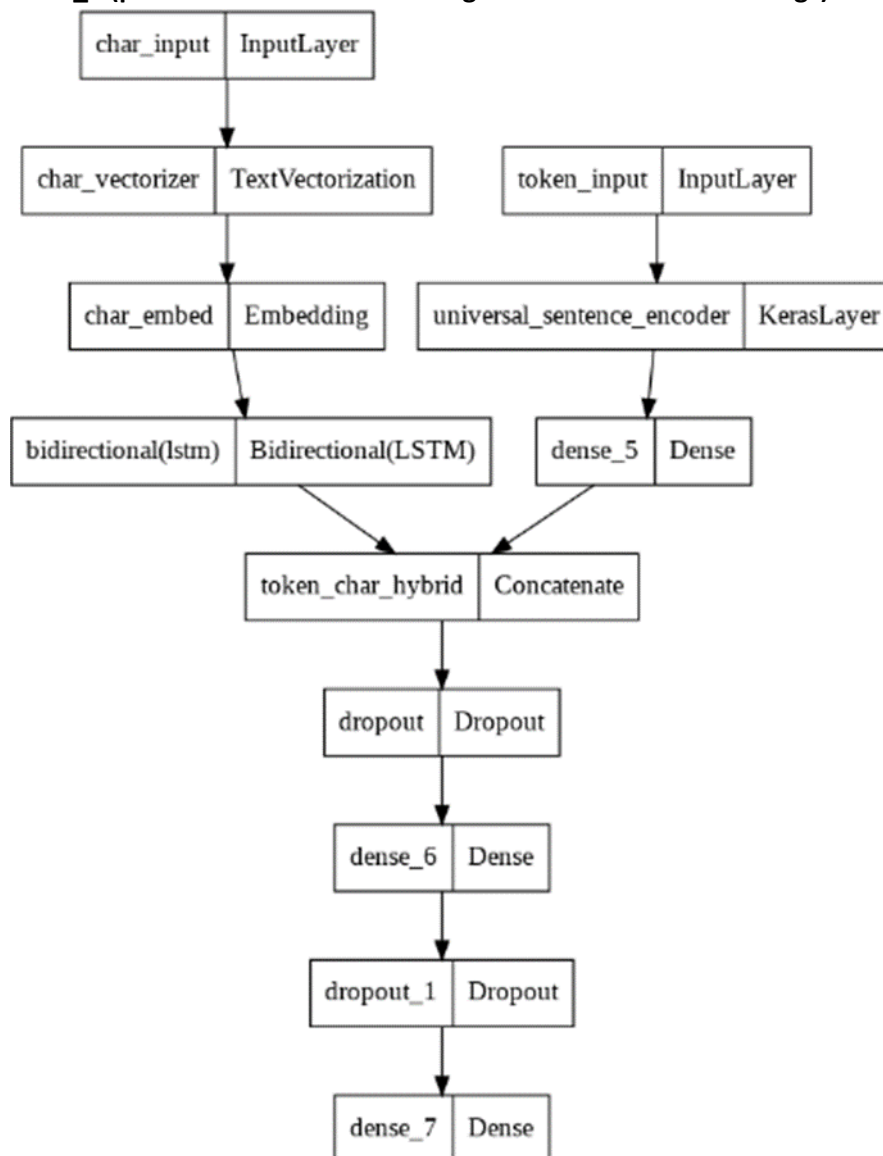 char_input InputLayer
char_vectorizer TextVectorization
token_input InputLayer
char_embed Embedding
universal_sentence_encoder KerasLayer
bidirectional(lstm) Bidirectional(LSTM)
dense_5 Dense
token_char_hybrid Concatenate
dropout Dropout
dense_6 Dense
dropout_1 Dropout
dense_7 Dense